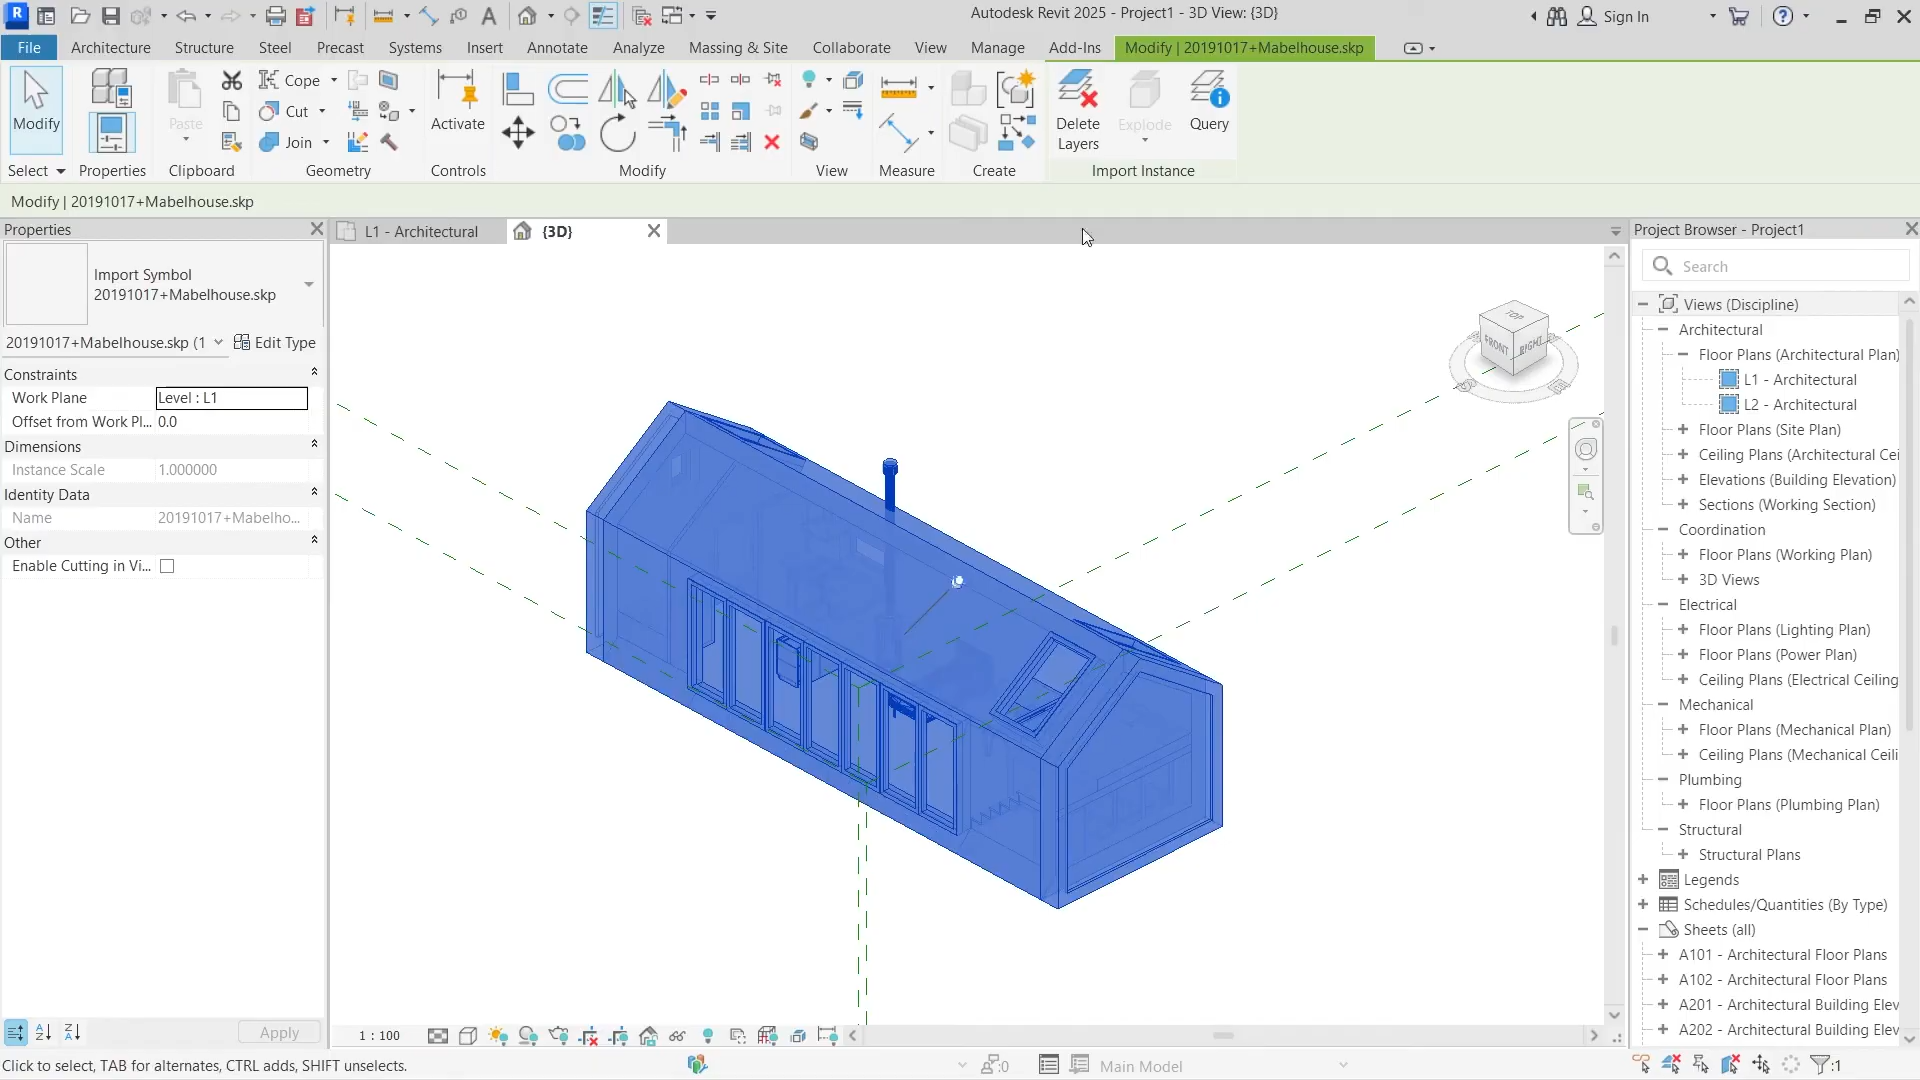 Autodesk Revit 2025 - Project1 - 3D View: {3D}
Sign In
File
Architecture
Structure
Steel
Precast
Systems
Insert
Annotate
Analyze
Massing & Site
Collaborate
View
Manage
Add-Ins
Modify | 20191017+Mabelhouse.skp
Modify
Paste
Cope
Cut
Join
Activate
Delete
Layers
Explode
Query
Select
Properties
Clipboard
Geometry
Controls
Modify
View
Measure
Create
Import Instance
Modify | 20191017+Mabelhouse.skp
Properties
L1 - Architectural
{3D}
Project Browser - Project1
Import Symbol
20191017+Mabelhouse.skp
20191017+Mabelhouse.skp (1
Edit Type
Constraints
Work Plane
Level : L1
Offset from Work Pl... 0.0
Dimensions
Instance Scale
1.000000
Identity Data
Name
20191017+Mabelho...
Other
Enable Cutting in Vi...
Apply
TOP
FRONT
RIGHT
Search
Views (Discipline)
Architectural
Floor Plans (Architectural Plan)
L1 - Architectural
L2 - Architectural
Floor Plans (Site Plan)
Ceiling Plans (Architectural Cei
Elevations (Building Elevation)
Sections (Working Section)
Coordination
Floor Plans (Working Plan)
3D Views
Electrical
Floor Plans (Lighting Plan)
Floor Plans (Power Plan)
Ceiling Plans (Electrical Ceiling
Mechanical
Floor Plans (Mechanical Plan)
Ceiling Plans (Mechanical Ceili
Plumbing
Floor Plans (Plumbing Plan)
Structural
Structural Plans
Legends
Schedules/Quantities (By Type)
Sheets (all)
A101 - Architectural Floor Plans
A102 - Architectural Floor Plans
A201 - Architectural Building Elev
A202 - Architectural Building Elev
1 : 100
Click to select, TAB for alternates, CTRL adds, SHIFT unselects.
:0
Main Model
:1